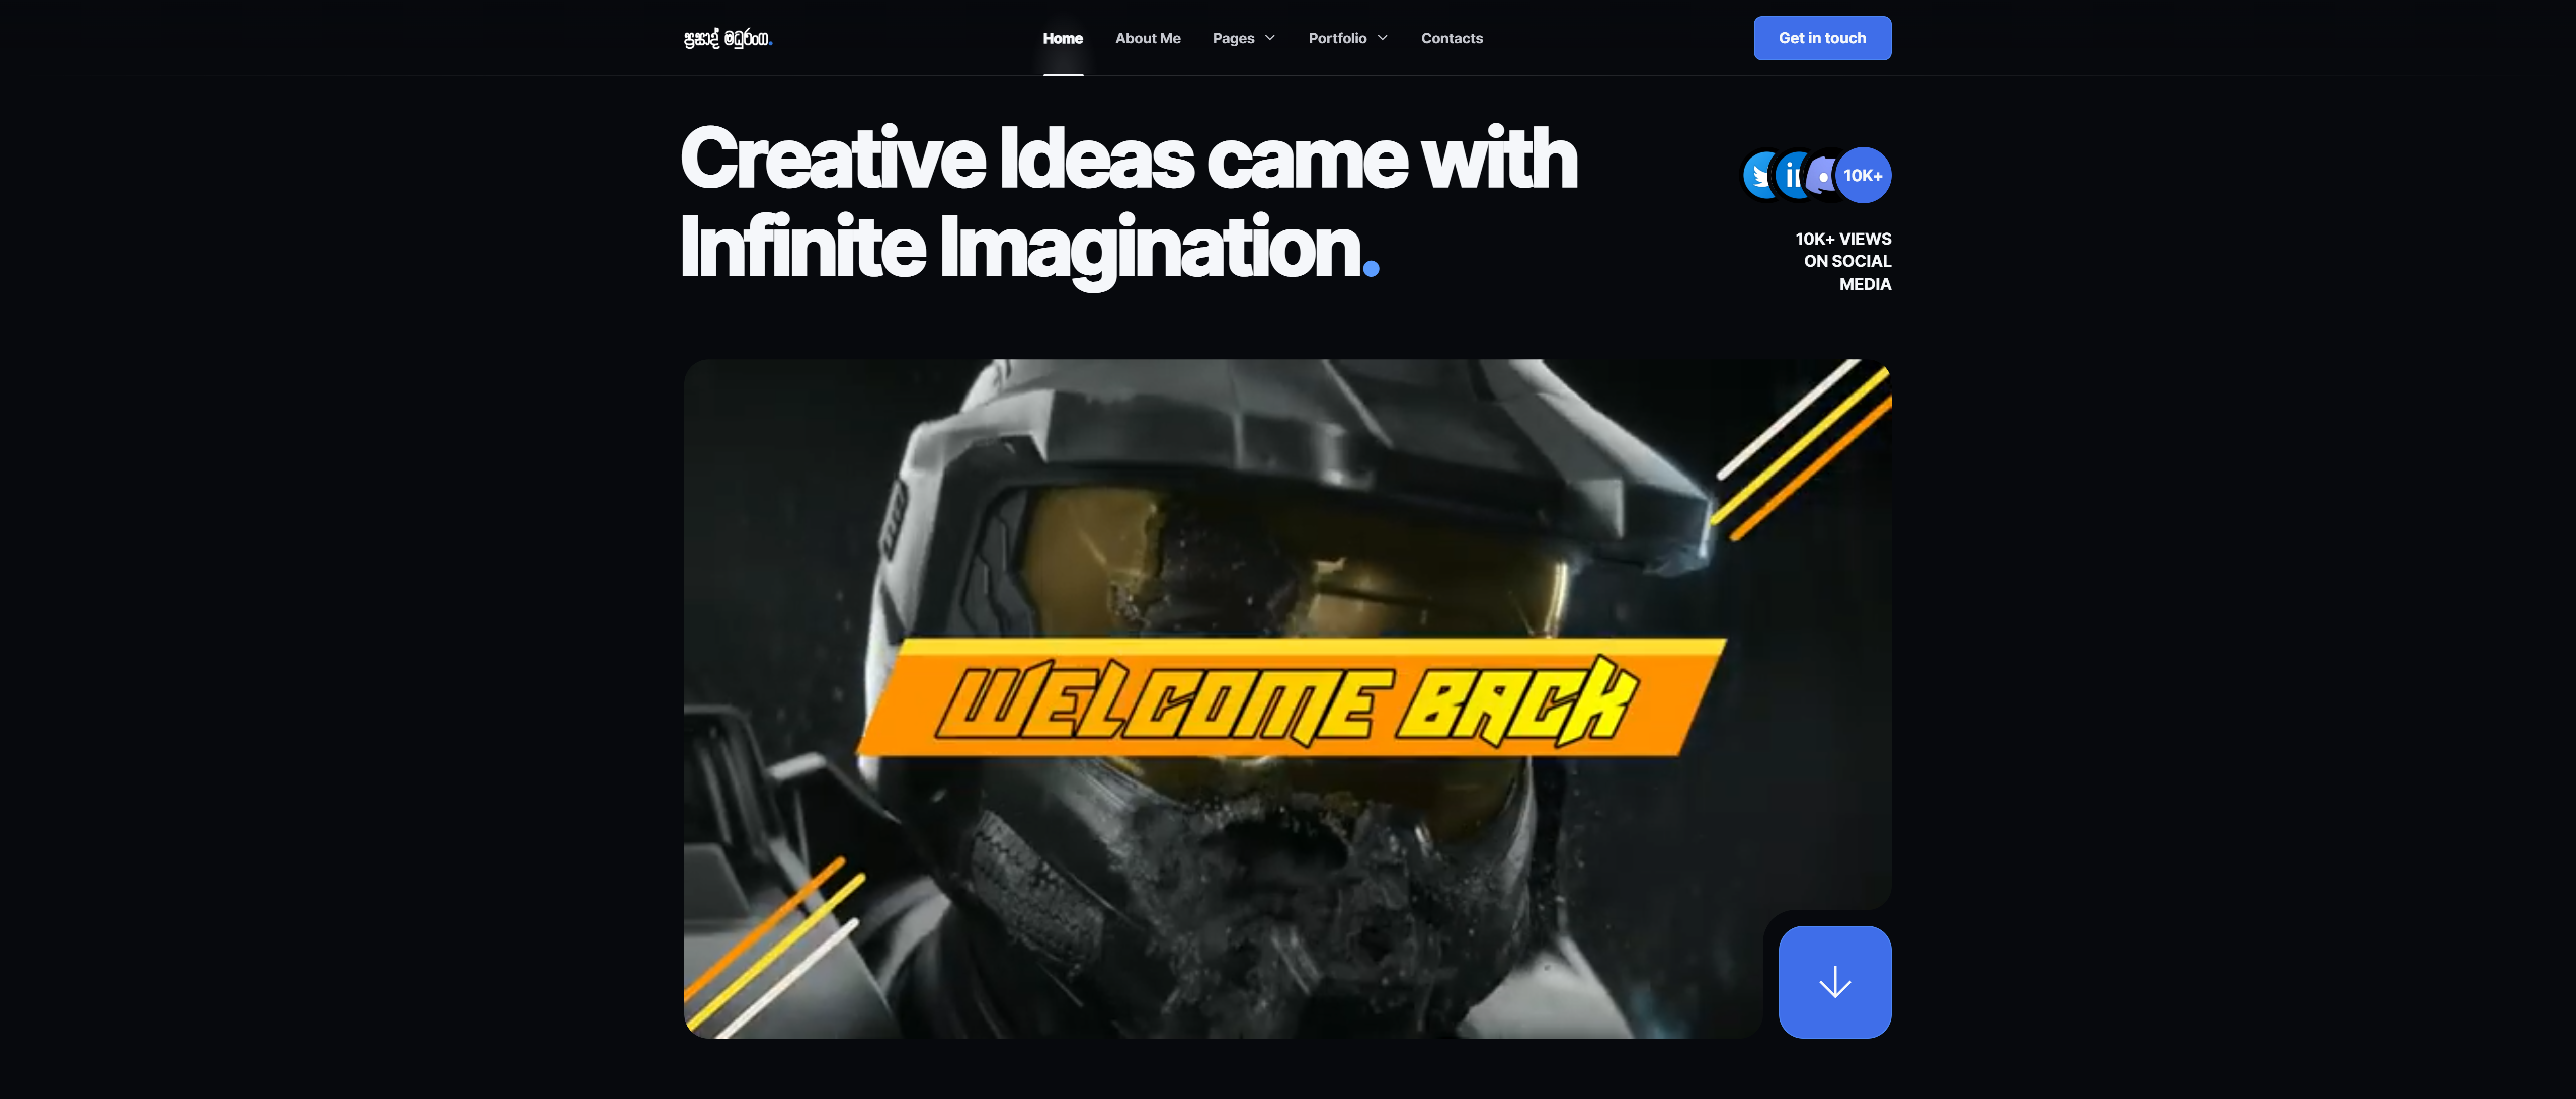 ප්‍රසාද් මධුරංග.
Home
About Me
Pages
Portfolio
Contacts
Get in touch
Creative Ideas came with
Infinite Imagination.
in
10K+
10K+ VIEWS
ON SOCIAL
MEDIA
WELCOME BACK